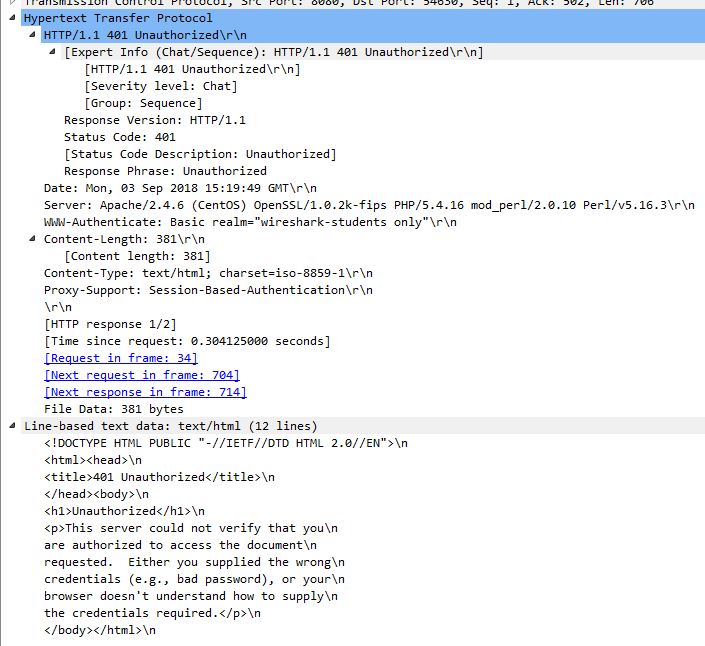 Transmission Control Protocol, Src Port: 8080, Dst Port: 54630, Seq: 1, Ack: 502, Len: 706
Hypertext Transfer Protocol
HTTP/1.1 401 Unauthorized\r\n
[Expert Info (Chat/Sequence): HTTP/1.1 401 Unauthorized\r\n]
[HTTP/1.1 401 Unauthorized\r\n]
[Severity level: Chat]
[Group: Sequence]
Response Version: HTTP/1.1
Status Code: 401
[Status Code Description: Unauthorized]
Response Phrase: Unauthorized
Date: Mon, 03 Sep 2018 15:19:49 GMT\r\n
Server: Apache/2.4.6 (CentOS) OpenSSL/1.0.2k-fips PHP/5.4.16 mod_perl/2.0.10 Perl/v5.16.3\r\n
WWW-Authenticate: Basic realm="wireshark-students only"\r\n
Content-Length: 381\r\n
[Content length: 381]
Content-Type: text/html; charset=iso-8859-1\r\n
Proxy-Support: Session-Based-Authentication\r\n
\r\n
[HTTP response 1/2]
[Time since request: 0.304125000 seconds]
[Request in frame: 34]
[Next request in frame: 704]
[Next response in frame: 714]
File Data: 381 bytes
Line-based text data: text/html (12 lines)
<!DOCTYPE HTML PUBLIC "-//IETF//DTD HTML 2.0//EN">\n
<html><head>\n
<title>401 Unauthorized</title>\n
</head><body>\n
<h1>Unauthorized</h1>\n
<p>This server could not verify that you\n
are authorized to access the document\n
requested.  Either you supplied the wrong\n
credentials (e.g., bad password), or your\n
browser doesn't understand how to supply\n
the credentials required.</p>\n
</body></html>\n